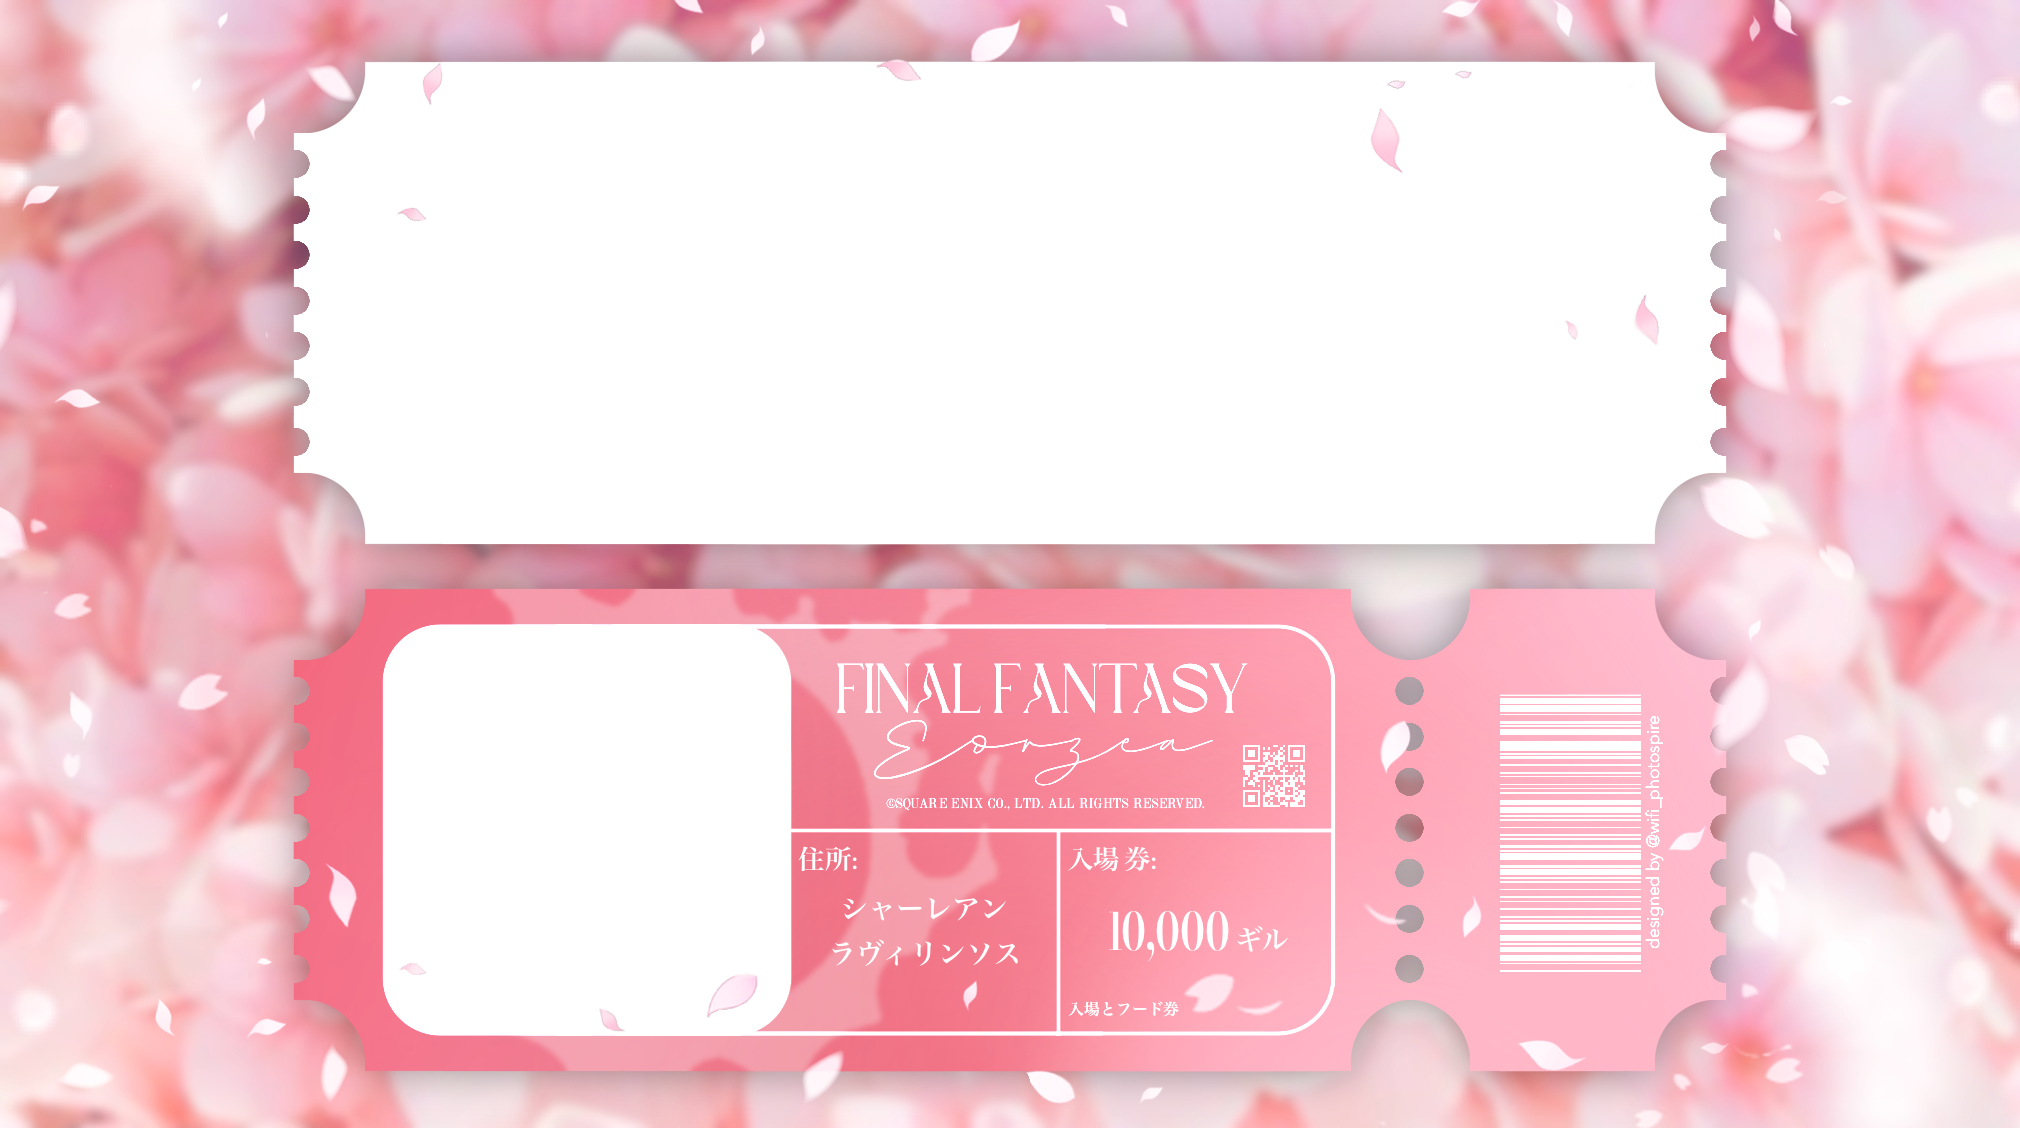 FINAL FANTASY
Eorzea
©SQUARE ENIX CO., LTD. ALL RIGHTS RESERVED.
住所:
シャーレアン
ラヴィリンソス
入場 券:
10,000 ギル
入場とフード券
designed by @wifi_photospire